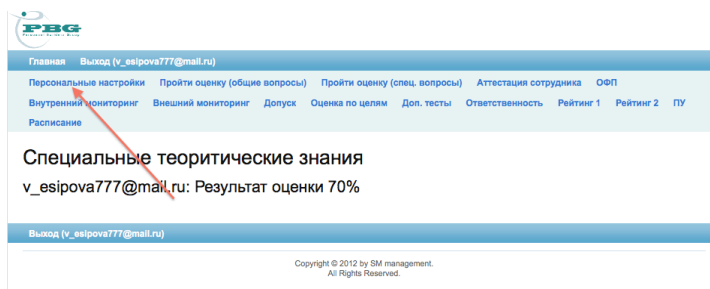 PBG
Главная Выход (v_esipova777@mail.ru)
Персональные настройки Пройти оценку (общие вопросы) Пройти оценку (спец. вопросы) Аттестация сотрудника ОФП
Внутренний мониторинг Внешний мониторинг Допуск Оценка по целям Доп. тесты Ответственность Рейтинг 1 Рейтинг 2 ПУ
Расписание
Специальные теоритические знания
v_esipova777@mail.ru: Результат оценки 70%
Выход (v_esipova777@mail.ru)
Copyright © 2012 by SM management.
All Rights Reserved.